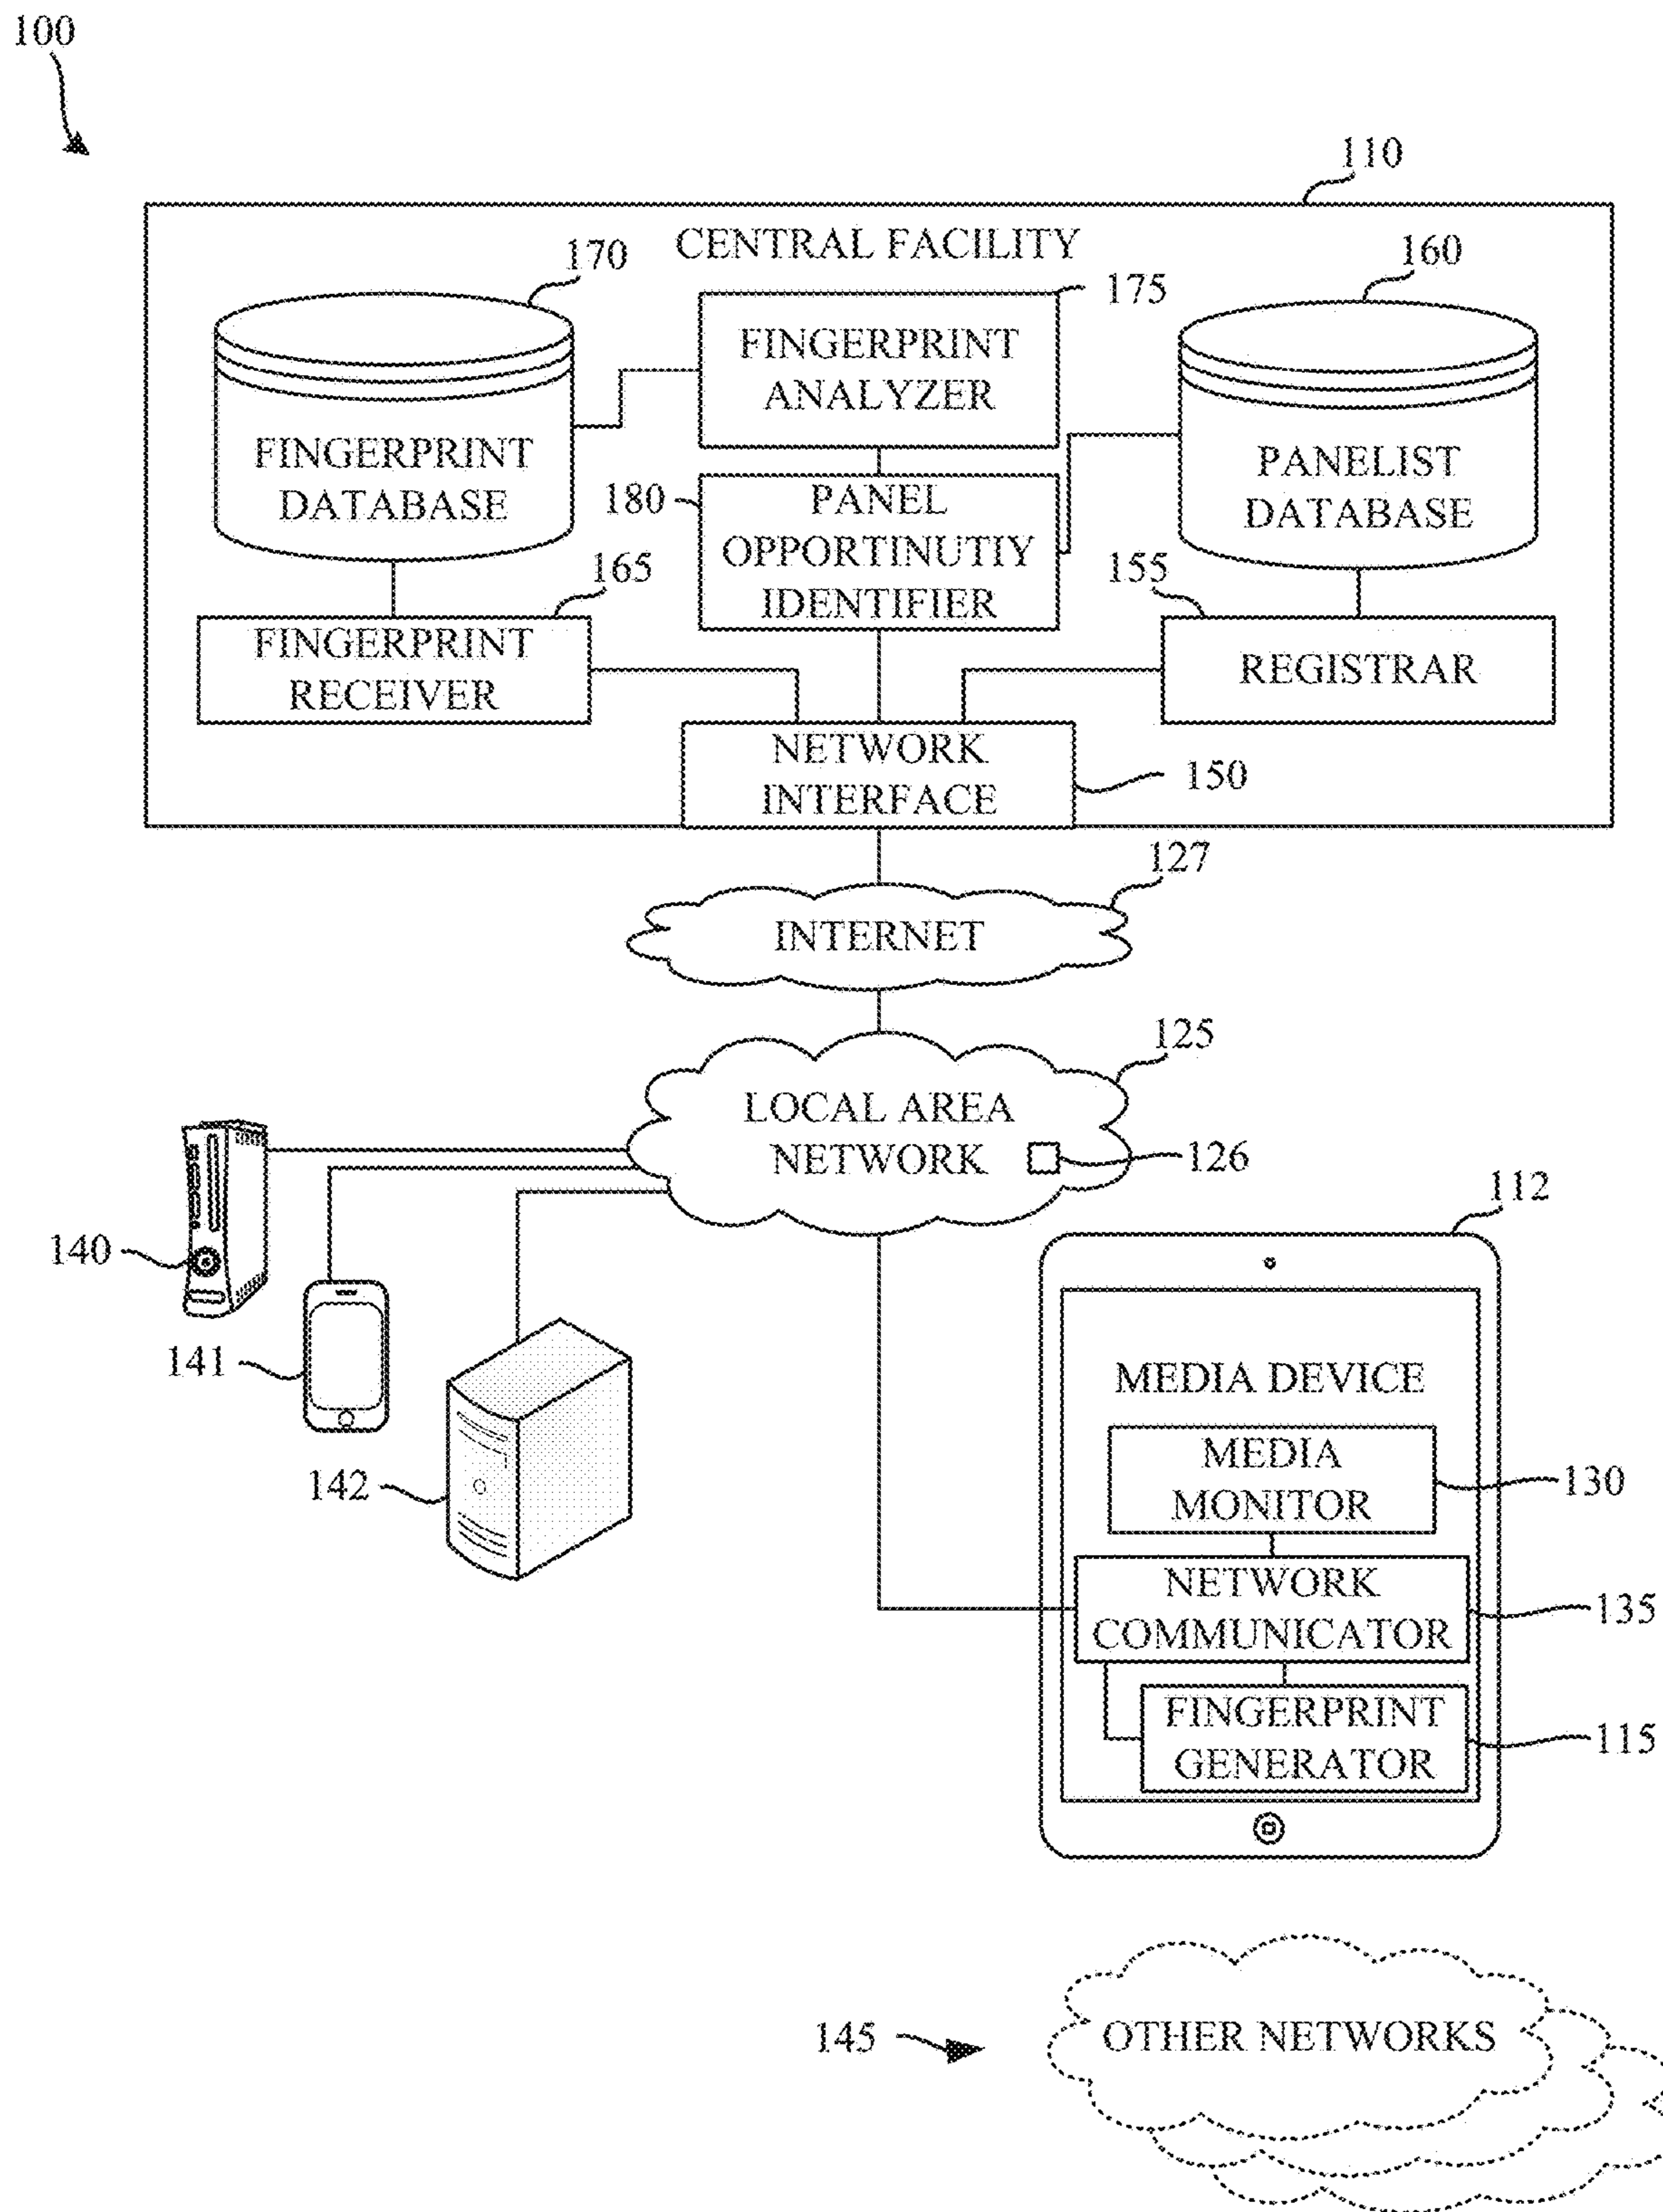 100
110
CENTRAL FACILITY
170
175
160
FINGERPRINT
ANALYZER
FINGERPRINT
DATABASE
PANELIST
DATABASE
180
PANEL
OPPORTINUTIY
IDENTIFIER
165
155
FINGERPRINT
RECEIVER
REGISTRAR
NETWORK
INTERFACE
150
127
INTERNET
125
LOCAL AREA
NETWORK
126
112
140
141
142
MEDIA DEVICE
MEDIA
MONITOR
130
NETWORK
COMMUNICATOR
135
FINGERPRINT
GENERATOR
115
145
OTHER NETWORKS